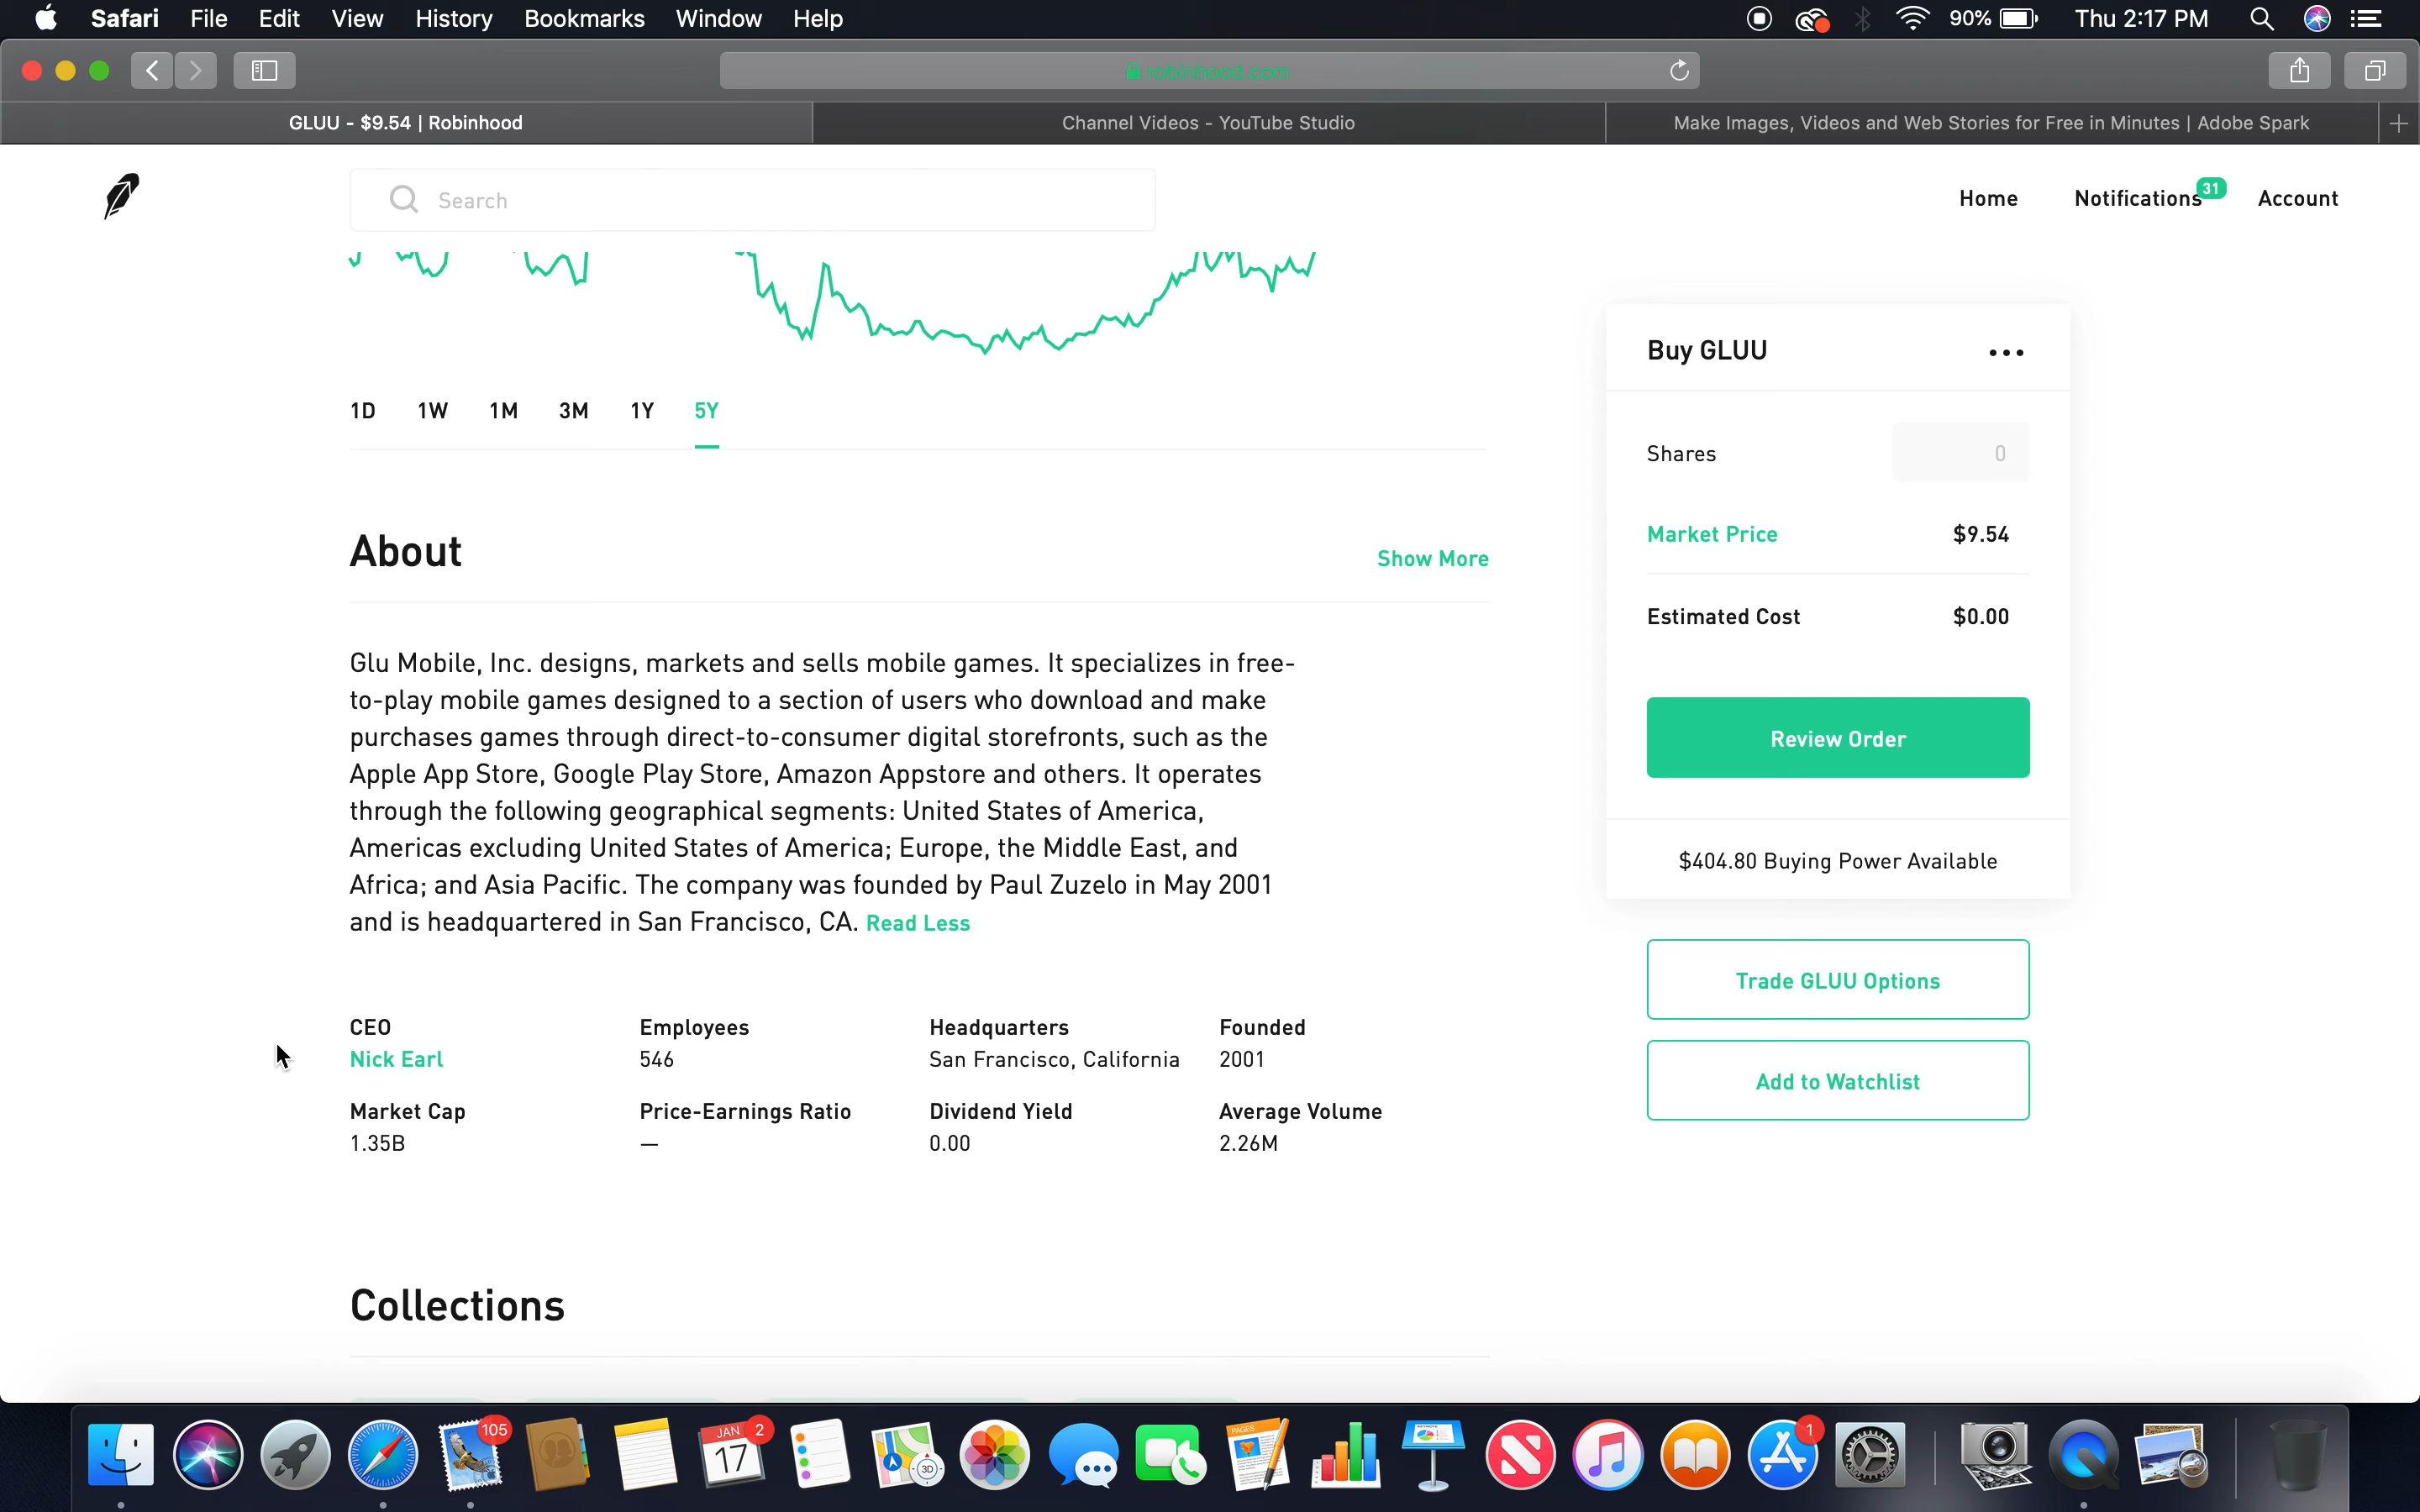 Safari File Edit View History Bookmarks Window Help 90% Thu 2:17 PM
robinhood.com
GLUU - $9.54 | Robinhood
Channel Videos - YouTube Studio
Make Images, Videos and Web Stories for Free in Minutes | Adobe Spark
Search
Home
Notifications 31
Account
1D 1W 1M 3M 1Y 5Y
About
Show More
Glu Mobile, Inc. designs, markets and sells mobile games. It specializes in free-
to-play mobile games designed to a section of users who download and make
purchases games through direct-to-consumer digital storefronts, such as the
Apple App Store, Google Play Store, Amazon Appstore and others. It operates
through the following geographical segments: United States of America,
Americas excluding United States of America; Europe, the Middle East, and
Africa; and Asia Pacific. The company was founded by Paul Zuzelo in May 2001
and is headquartered in San Francisco, CA. Read Less
CEO
Nick Earl
Employees
546
Headquarters
San Francisco, California
Founded
2001
Market Cap
1.35B
Price-Earnings Ratio
—
Dividend Yield
0.00
Average Volume
2.26M
Collections
Buy GLUU
Shares 0
Market Price $9.54
Estimated Cost $0.00
Review Order
$404.80 Buying Power Available
Trade GLUU Options
Add to Watchlist
105
JAN 2
17
3D
PAGES
1